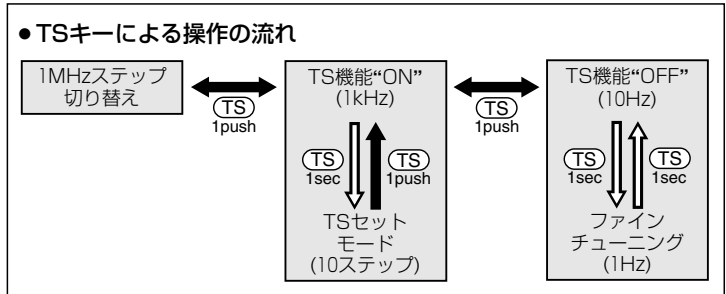 ●TSキーによる操作の流れ
1MHzステップ
切り替え
TS
1push
TS機能“ON”
(1kHz)
TS
1sec
TS
1push
TSセット
モード
(10ステップ)
TS
1push
TS機能“OFF”
(10Hz)
TS
1sec
TS
1sec
ファイン
チューニング
(1Hz)